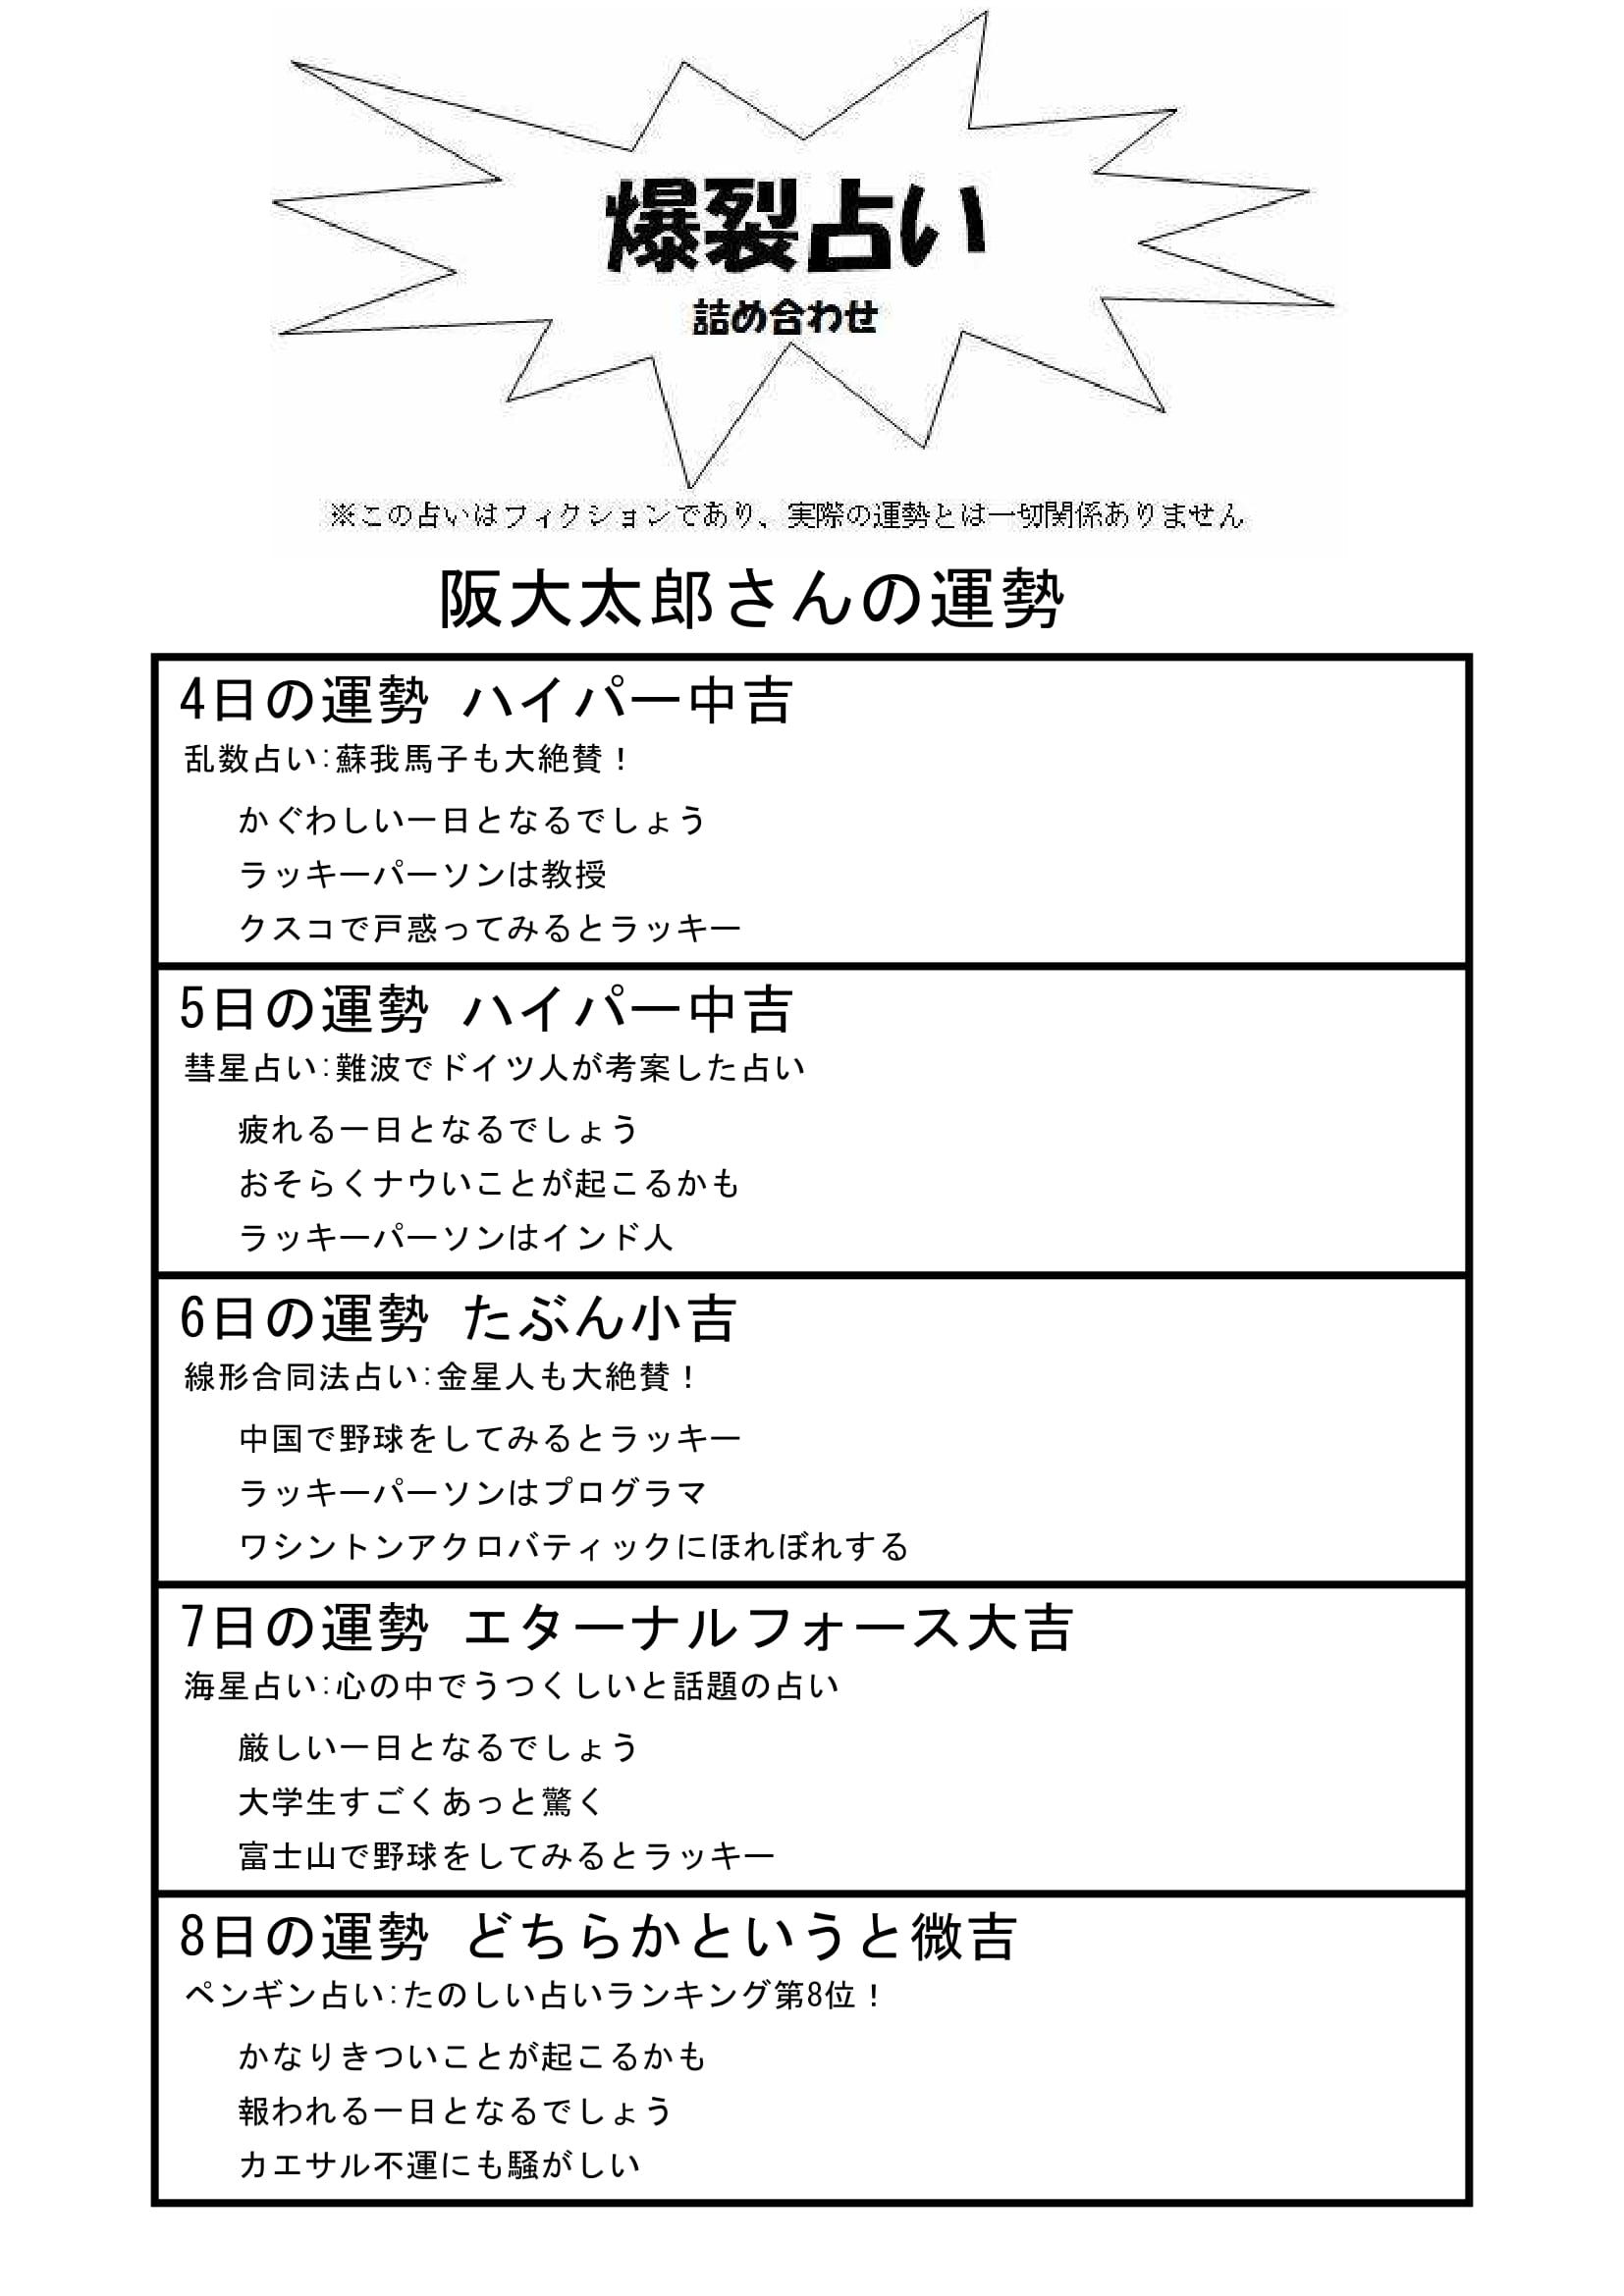 爆裂占い
詰め合わせ
※この占いはフィクションであり、実際の運勢とは一切関係ありません
阪大太郎さんの運勢
4日の運勢 ハイパー中吉
乱数占い:蘇我馬子も大絶賛！
かぐわしい一日となるでしょう
ラッキーパーソンは教授
クスコで戸惑ってみるとラッキー
5日の運勢 ハイパー中吉
彗星占い:難波でドイツ人が考案した占い
疲れる一日となるでしょう
おそらくナウいことが起こるかも
ラッキーパーソンはインド人
6日の運勢 たぶん小吉
線形合同法占い:金星人も大絶賛！
中国で野球をしてみるとラッキー
ラッキーパーソンはプログラマ
ワシントンアクロバティックにほれぼれする
7日の運勢 エターナルフォース大吉
海星占い:心の中でうつくしいと話題の占い
厳しい一日となるでしょう
大学生すごくあっと驚く
富士山で野球をしてみるとラッキー
8日の運勢 どちらかというと微吉
ペンギン占い:たのしい占いランキング第8位！
かなりきついことが起こるかも
報われる一日となるでしょう
カエサル不運にも騒がしい